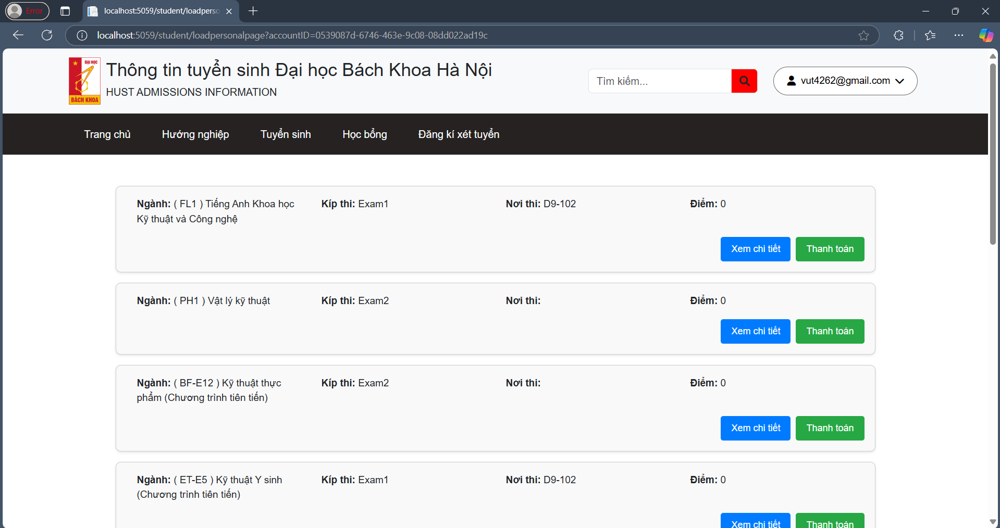 Error
localhost:5059/student/loadperso
localhost:5059/student/loadpersonalpage?accountID=0539087d-6746-463e-9c08-08dd022ad19c
ĐẠI HỌC
BÁCH KHOA
Thông tin tuyển sinh Đại học Bách Khoa Hà Nội
HUST ADMISSIONS INFORMATION
Tìm kiếm...
vut4262@gmail.com
Trang chủ Hướng nghiệp Tuyển sinh Học bổng Đăng kí xét tuyển
Ngành: ( FL1 ) Tiếng Anh Khoa học
Kỹ thuật và Công nghệ
Kíp thi: Exam1
Nơi thi: D9-102
Điểm: 0
Xem chi tiết
Thanh toán
Ngành: ( PH1 ) Vật lý kỹ thuật
Kíp thi: Exam2
Nơi thi:
Điểm: 0
Xem chi tiết
Thanh toán
Ngành: ( BF-E12 ) Kỹ thuật thực
phẩm (Chương trình tiên tiến)
Kíp thi: Exam2
Nơi thi:
Điểm: 0
Xem chi tiết
Thanh toán
Ngành: ( ET-E5 ) Kỹ thuật Y sinh
(Chương trình tiên tiến)
Kíp thi: Exam1
Nơi thi: D9-102
Điểm: 0
Xem chi tiết
Thanh toán